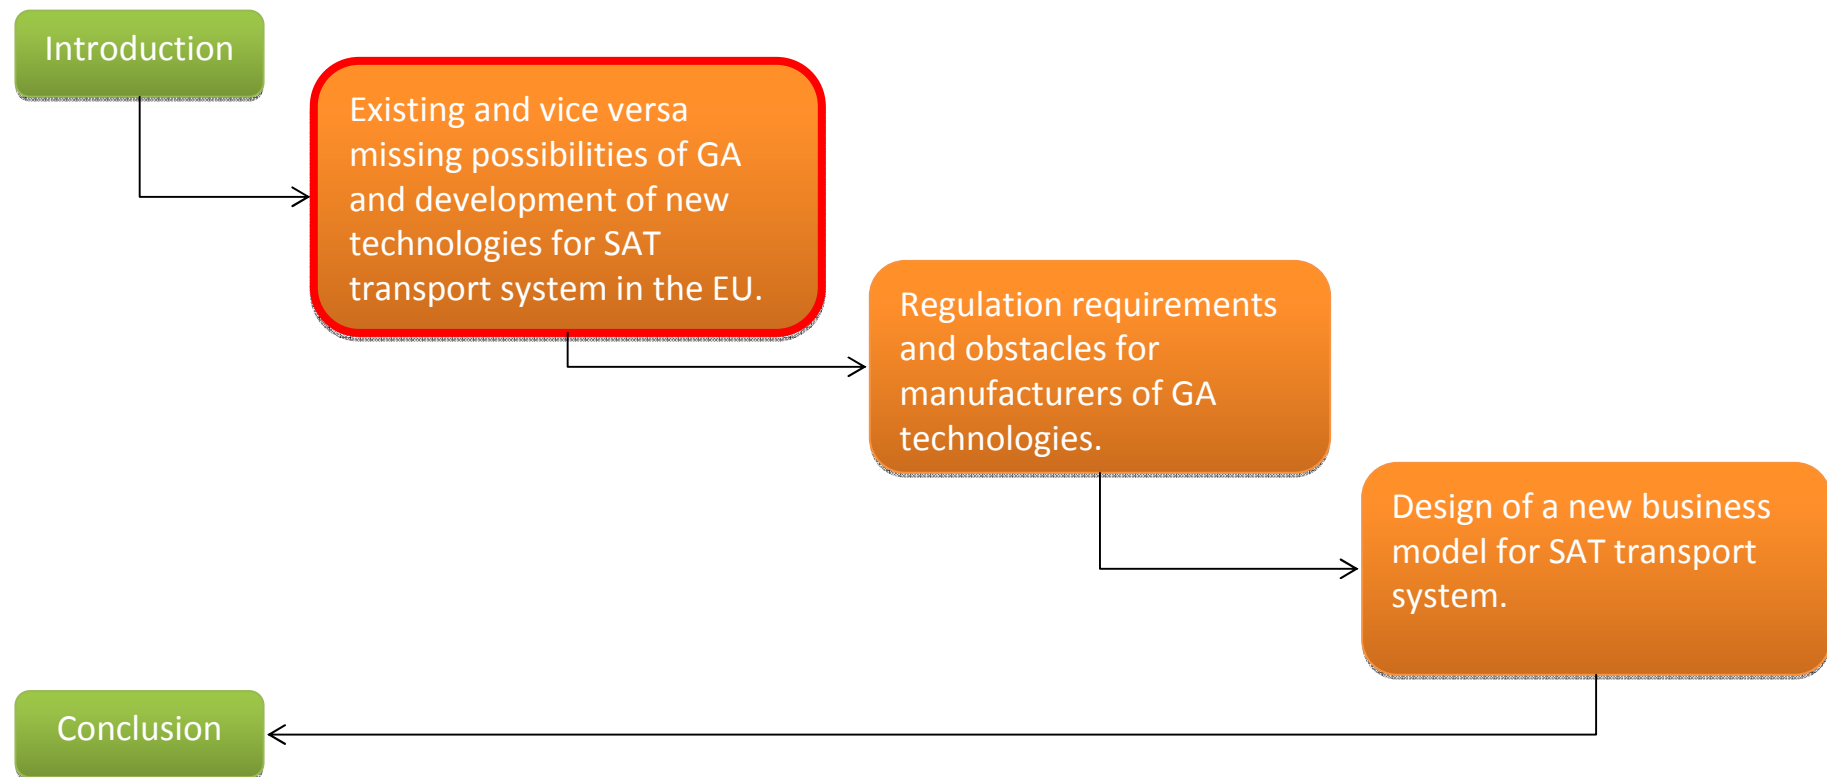 Introduction
Existing and vice versa
missing possibilities of GA
and development of new
technologies for SAT
transport system in the EU.
Regulation requirements
and obstacles for
manufacturers of GA
technologies.
Design of a new business
model for SAT transport
system.
Conclusion